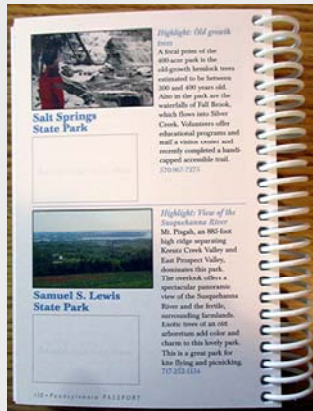 Salt Springs
State Park
Highlight: Old growth
trees
A focal point of the
400-acre park is the
old-growth hemlock trees
estimated to be between
300 and 400 years old.
Also in the park are the
waterfalls of Fall Brook,
which flows into Silver
Creek. Volunteers offer
educational programs and
staff a visitor center and
recently completed a handi-
capped accessible trail.
570-967-7275
Samuel S. Lewis
State Park
Highlight: View of the
Susquehanna River
Mt. Pisgah, an 885-foot
high ridge separating
Kreutz Creek Valley and
East Prospect Valley,
dominates this park.
The overlook offers a
spectacular panoramic
view of the Susquehanna
River and the fertile,
surrounding farmlands.
Exotic trees of an old
arboretum add color and
charm to this lovely park.
This is a great park for
kite flying and picnicking.
Pennsylvania PASSPORT